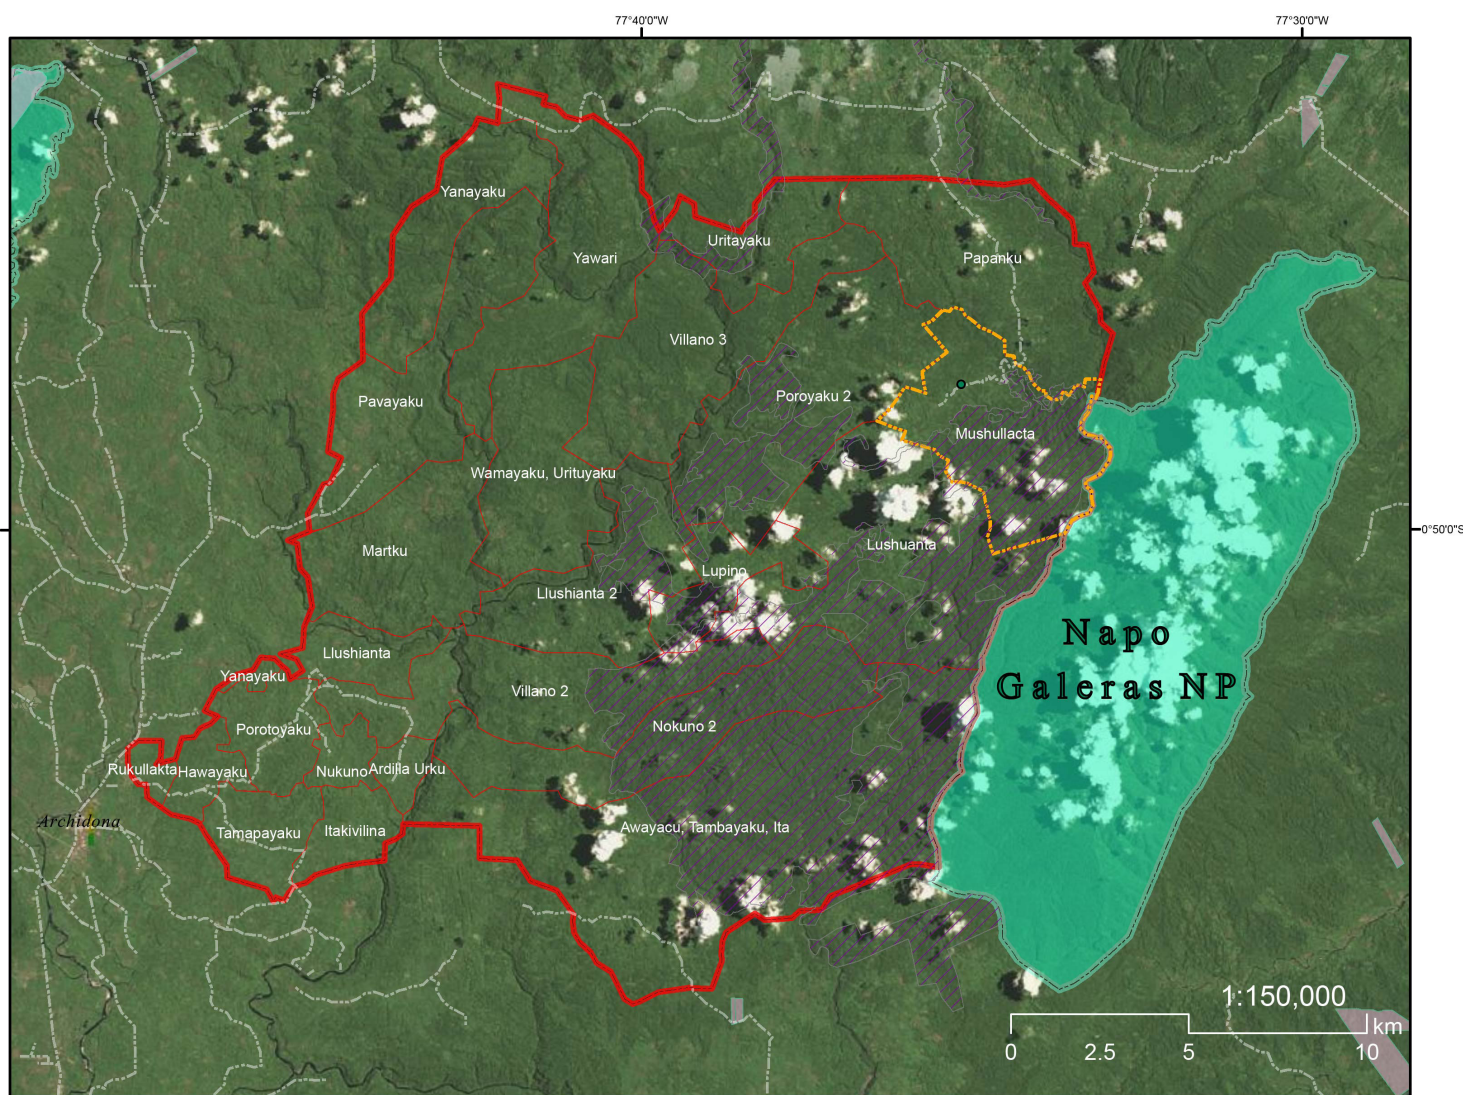 77°40'0"W
77°30'0"W
Yanayaku
Uritayaku
Yawari
Papanku
Villano 3
Poroyaku 2
Pavayaku
Mushullacta
Wamayaku, Urituyaku
0°50'0"S
Lushuanta
Martku
Lupino
Llushianta 2
Napo
Galeras NP
Llushianta
Yanayaku
Villano 2
Nokuno 2
Porotoyaku
Rukullakta
Hawayaku
Nukuno
Ardilla Urku
Archidona
Tamapayaku
Itakivilina
Awayacu, Tambayaku, Ita
1:150,000
km
0 2.5 5 10